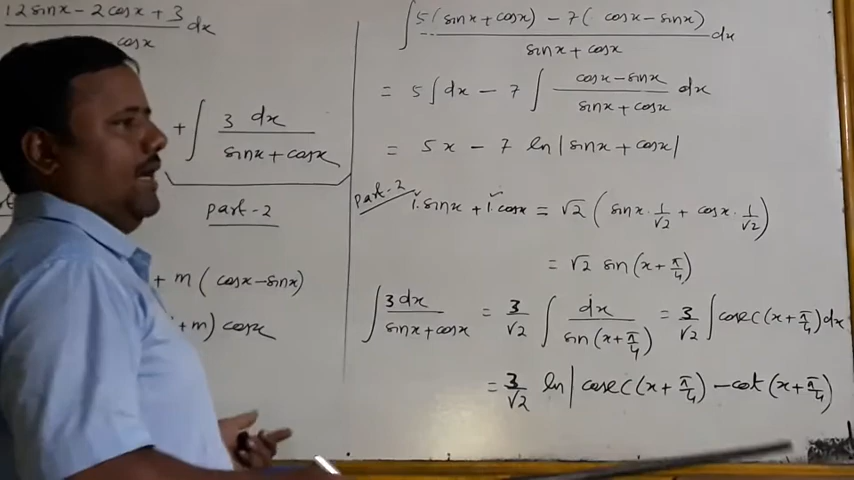 12 sinx - 2cosx + 3
cosx dx
+ ∫ 3 dx / sinx + cosx
part-2
+ m ( cosx - sinx)
+ m) cosx
∫ 5 (sinx + cosx) - 7 ( cosx - sinx) / sinx + cosx dx
= 5 ∫ dx - 7 ∫ cosx - sinx / sinx + cosx dx
= 5x - 7 ln |sinx + cosx|
part-2 1. sinx + 1. cosx = √2 ( sinx. 1/√2 + cosx. 1/√2 )
= √2 sin (x + π/4)
∫ 3dx / sinx + cosx = 3/√2 ∫ dx / sin (x + π/4) = 3/√2 ∫ cosec (x + π/4) dx
= 3/√2 ln | cosec (x + π/4) - cot (x + π/4)